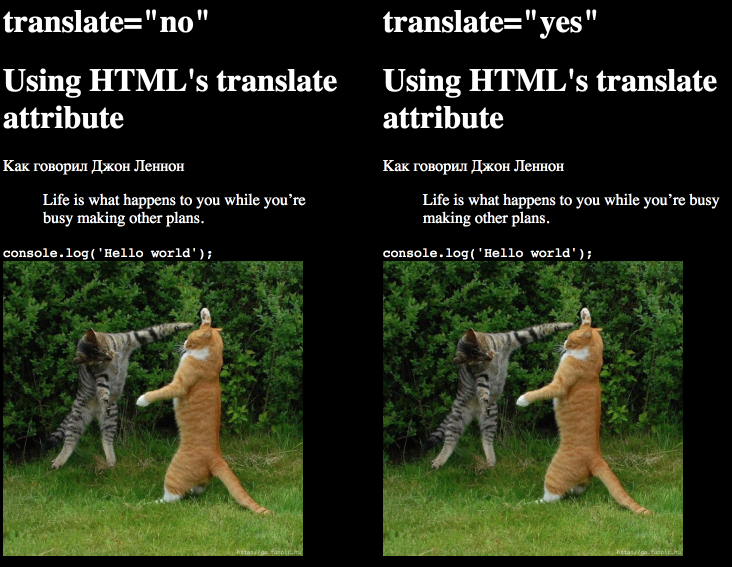 translate="no"
Using HTML's translate
attribute
Как говорил Джон Леннон
Life is what happens to you while you’re
busy making other plans.
console.log('Hello world');
translate="yes"
Using HTML's translate
attribute
Как говорил Джон Леннон
Life is what happens to you while you’re busy
making other plans.
console.log('Hello world');